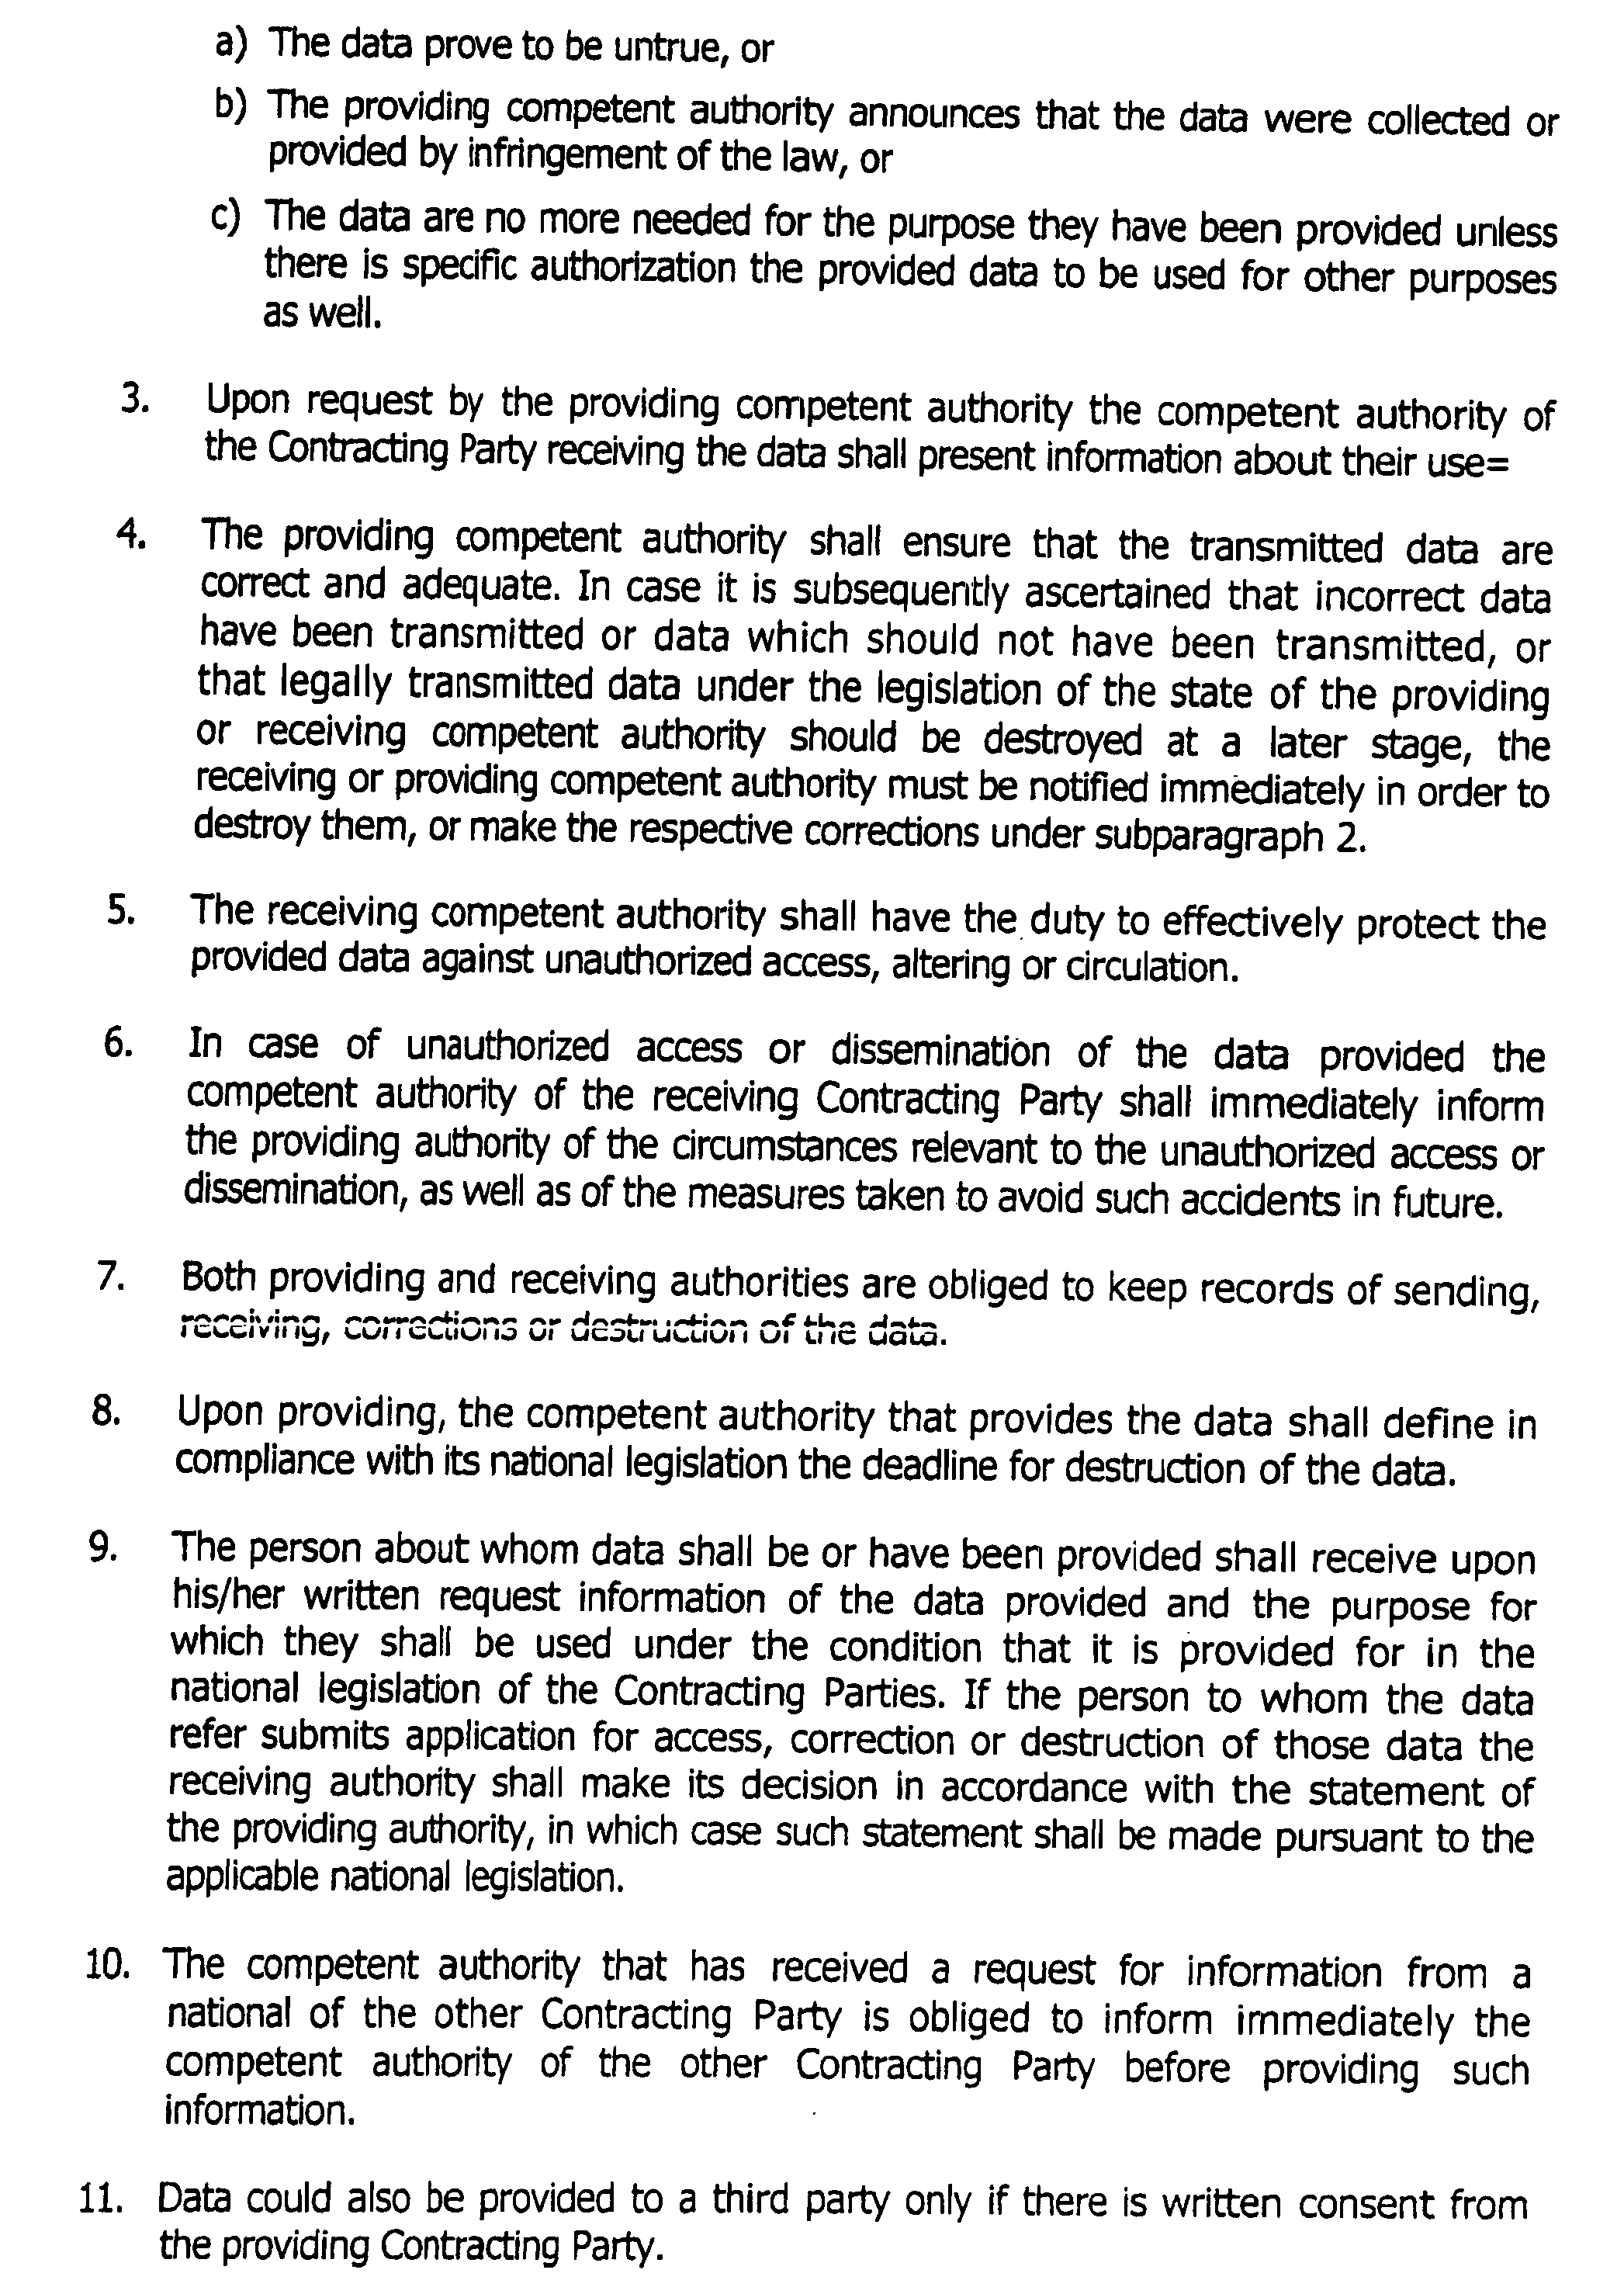 a) The data prove to be untrue, or
b) The providing competent authority announces that the data were collected or
provided by infringement of the law, or
c) The data are no more needed for the purpose they have been provided unless
there is specific authorization the provided data to be used for other purposes
as well.
3. Upon request by the providing competent authority the competent authority of
the Contracting Party receiving the data shall present information about their use=
4. The providing competent authority shall ensure that the transmitted data are
correct and adequate. In case it is subsequently ascertained that incorrect data
have been transmitted or data which should not have been transmitted, or
that legally transmitted data under the legislation of the state of the providing
or receiving competent authority should be destroyed at a later stage, the
receiving or providing competent authority must be notified immediately in order to
destroy them, or make the respective corrections under subparagraph 2.
5. The receiving competent authority shall have the duty to effectively protect the
provided data against unauthorized access, altering or circulation.
6. In case of unauthorized access or dissemination of the data provided the
competent authority of the receiving Contracting Party shall immediately inform
the providing authority of the circumstances relevant to the unauthorized access or
dissemination, as well as of the measures taken to avoid such accidents in future.
7. Both providing and receiving authorities are obliged to keep records of sending,
receiving, corrections or destruction of the data.
8. Upon providing, the competent authority that provides the data shall define in
compliance with its national legislation the deadline for destruction of the data.
9. The person about whom data shall be or have been provided shall receive upon
his/her written request information of the data provided and the purpose for
which they shall be used under the condition that it is provided for in the
national legislation of the Contracting Parties. If the person to whom the data
refer submits application for access, correction or destruction of those data the
receiving authority shall make its decision in accordance with the statement of
the providing authority, in which case such statement shall be made pursuant to the
applicable national legislation.
10. The competent authority that has received a request for information from a
national of the other Contracting Party is obliged to inform immediately the
competent authority of the other Contracting Party before providing such
information.
11. Data could also be provided to a third party only if there is written consent from
the providing Contracting Party.